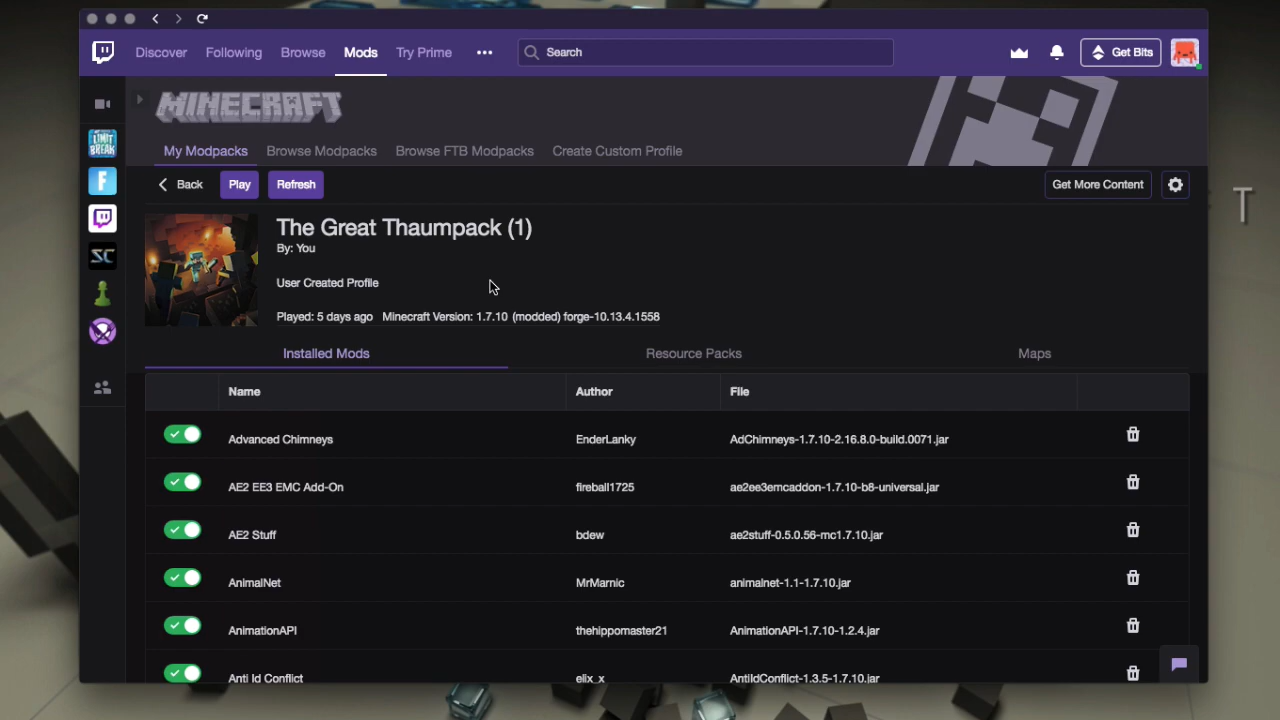 Discover Following Browse Mods Try Prime ••• Search Get Bits
MINECRAFT
LIMIT BREAK
My Modpacks Browse Modpacks Browse FTB Modpacks Create Custom Profile
F
Back Play Refresh Get More Content
T
The Great Thaumpack (1)
By: You
SC
User Created Profile
Played: 5 days ago Minecraft Version: 1.7.10 (modded) forge-10.13.4.1558
Installed Mods Resource Packs Maps
Name Author File
Advanced Chimneys EnderLanky AdChimneys-1.7.10-2.16.8.0-build.0071.jar
AE2 EE3 EMC Add-On fireball1725 ae2ee3emcaddon-1.7.10-b8-universal.jar
AE2 Stuff bdew ae2stuff-0.5.0.56-mc1.7.10.jar
AnimalNet MrMarnic animalnet-1.1-1.7.10.jar
AnimationAPI thehippomaster21 AnimationAPI-1.7.10-1.2.4.jar
Anti Id Conflict elix_x AntiIdConflict-1.3.5-1.7.10.jar